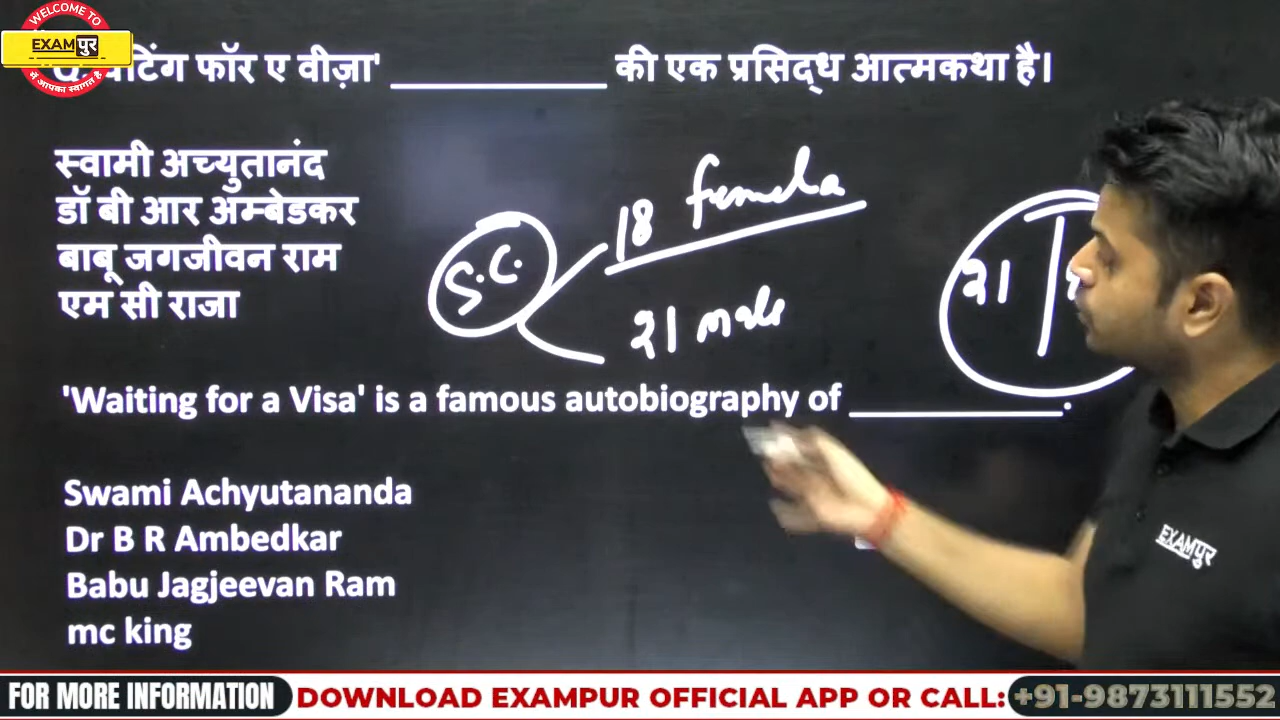 WELCOME TO
EXAMपुर
में आपका स्वागत है
वेटिंग फॉर ए वीज़ा' __________ की एक प्रसिद्ध आत्मकथा है।
स्वामी अच्युतानंद
डॉ बी आर अम्बेडकर
बाबू जगजीवन राम
एम सी राजा
S.C.
18 female
21 male
21
'Waiting for a Visa' is a famous autobiography of __________.
Swami Achyutananda
Dr B R Ambedkar
Babu Jagjeevan Ram
mc king
EXAMपुर
FOR MORE INFORMATION DOWNLOAD EXAMPUR OFFICIAL APP OR CALL: +91-9873111552